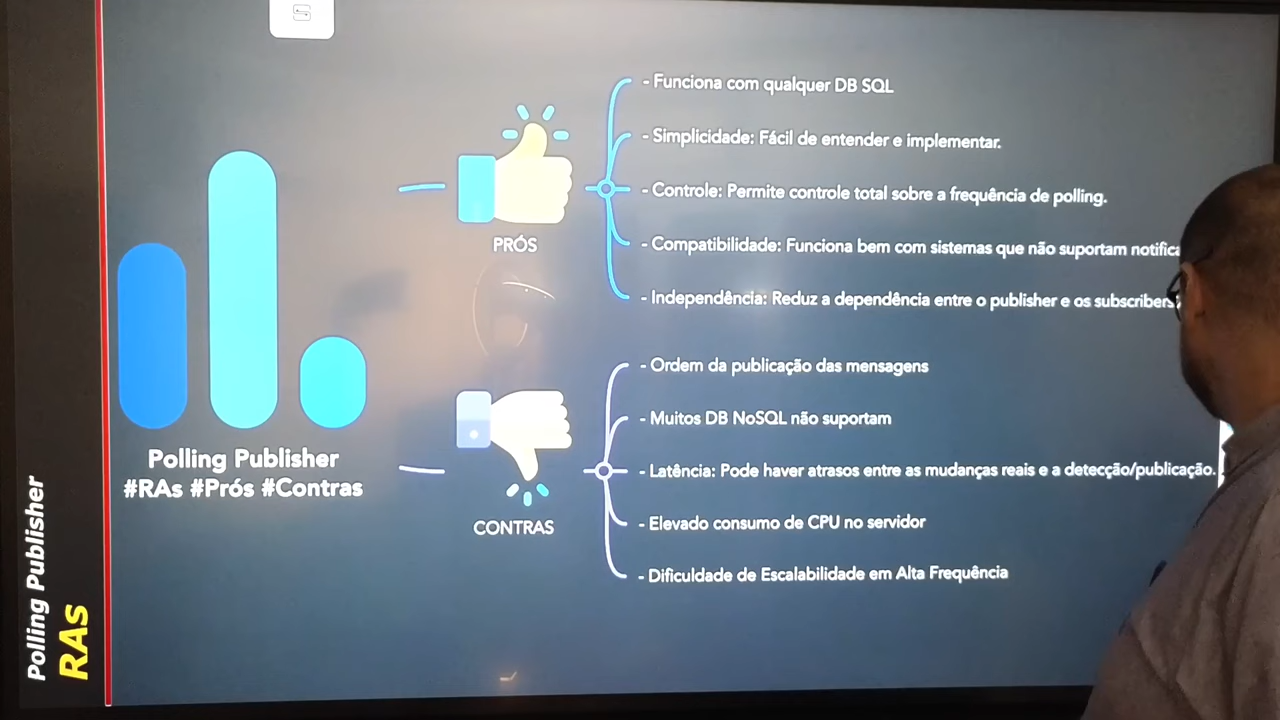 - Funciona com qualquer DB SQL
- Simplicidade: Fácil de entender e implementar.
- Controle: Permite controle total sobre a frequência de polling.
PRÓS
- Compatibilidade: Funciona bem com sistemas que não suportam
- Independência: Reduz a dependência entre o publisher e os subscribers
- Ordem da publicação das mensagens
- Muitos DB NoSQL não suportam
- Latência: Pode haver atrasos entre as mudanças reais e a detecção/publicação.
CONTRAS
- Elevado consumo de CPU no servidor
- Dificuldade de Escalabilidade em Alta Frequência
Polling Publisher
#RAs #Prós #Contras
Polling Publisher
RAs